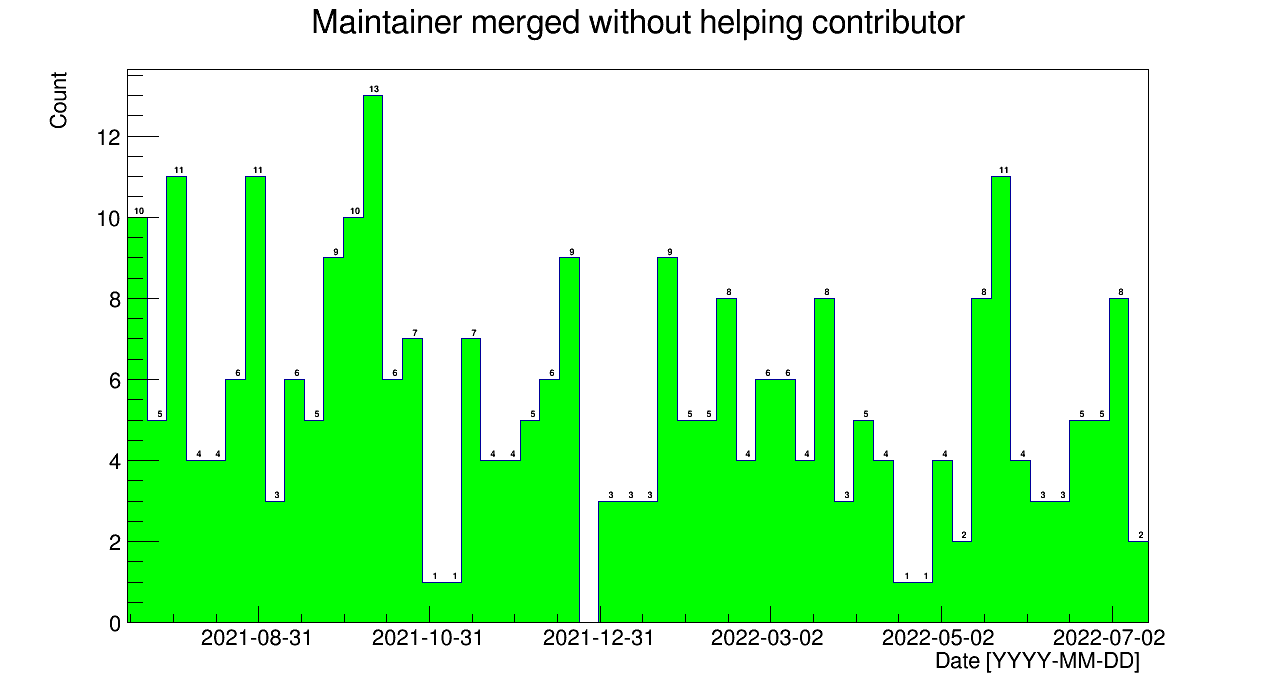 Maintainer merged without helping contributor
Count
13
12
11 11 11
10 10 10
9 9 9
8 8 8 8 8
7 7
6 6 6 6 6 6 6
5 5 5 5 5 5 5 5
4 4 4 4 4 4 4 4 4 4 4
3 3 3 3 3 3 3
2 2 2
1 1 1 1
0
2021-08-31 2021-10-31 2021-12-31 2022-03-02 2022-05-02 2022-07-02
Date [YYYY-MM-DD]